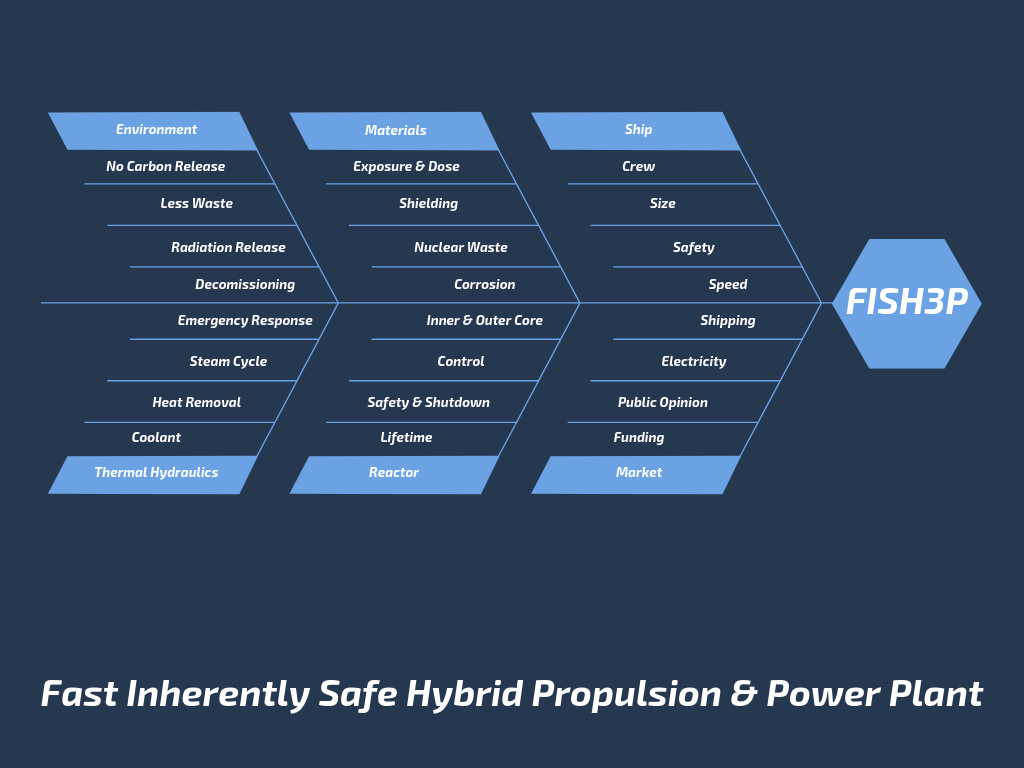 Environment
No Carbon Release
Less Waste
Radiation Release
Decomissioning
Materials
Exposure & Dose
Shielding
Nuclear Waste
Corrosion
Ship
Crew
Size
Safety
Speed
FISH3P
Emergency Response
Steam Cycle
Heat Removal
Coolant
Thermal Hydraulics
Inner & Outer Core
Control
Safety & Shutdown
Lifetime
Reactor
Shipping
Electricity
Public Opinion
Funding
Market
Fast Inherently Safe Hybrid Propulsion & Power Plant